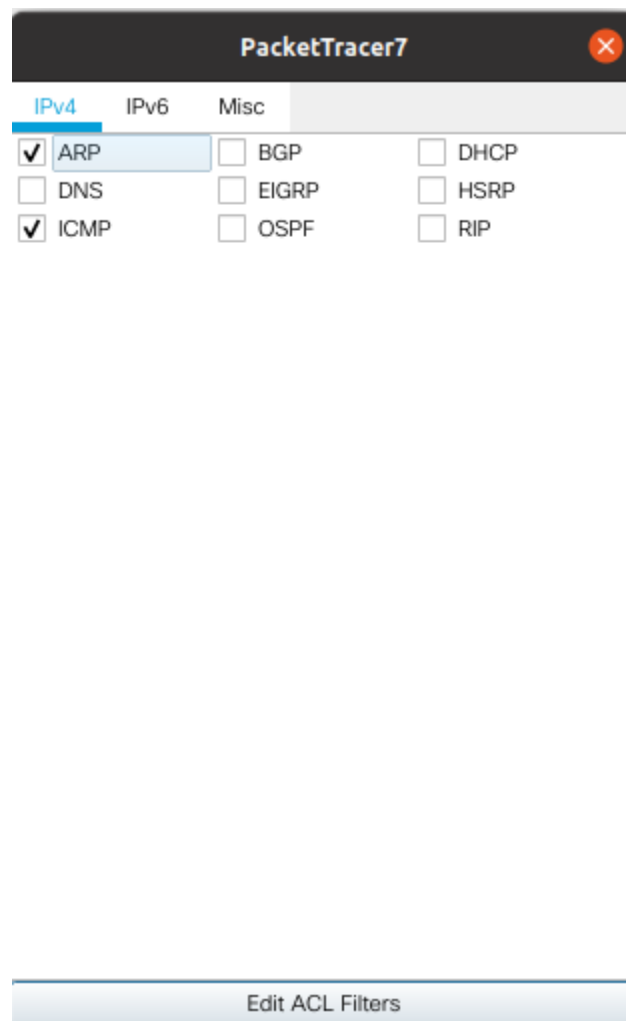 PacketTracer7
IPv4 IPv6 Misc
ARP BGP DHCP
DNS EIGRP HSRP
ICMP OSPF RIP
Edit ACL Filters